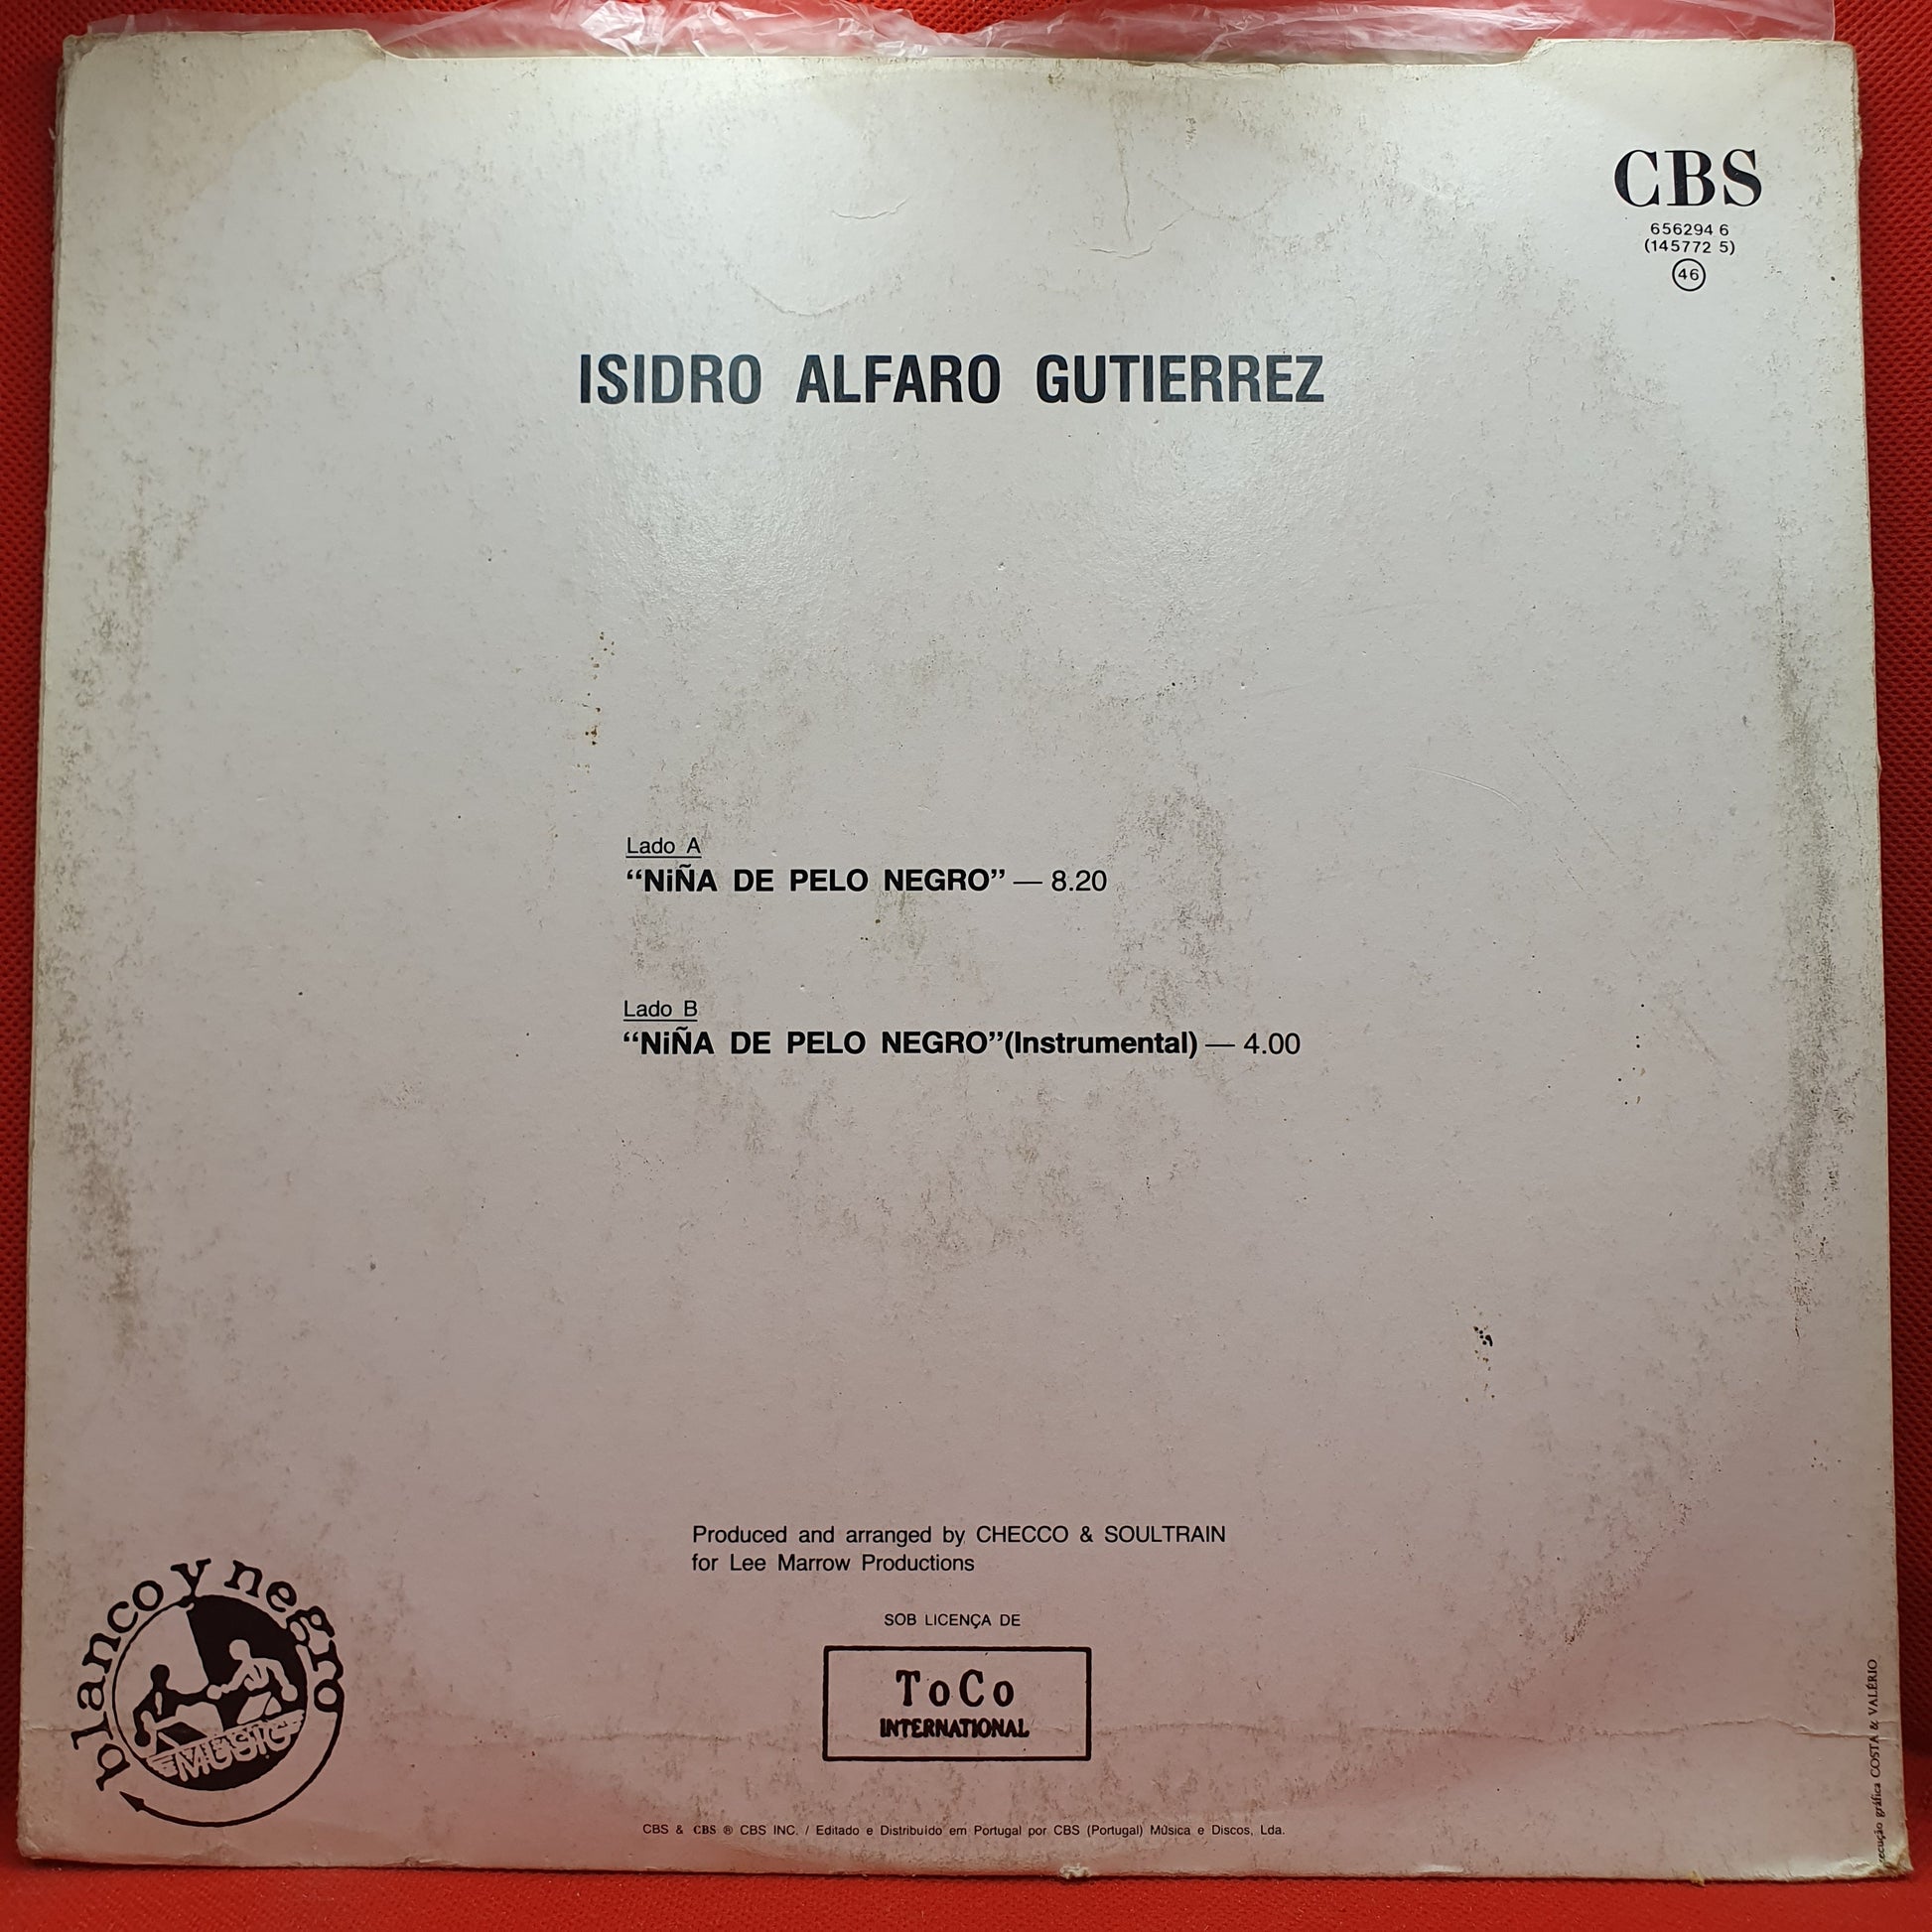 CBS
656294 6
(145772 5)
46
ISIDRO ALFARO GUTIERREZ
Lado A
“NiÑA DE PELO NEGRO” — 8.20
Lado B
“NiÑA DE PELO NEGRO”(Instrumental) — 4.00
Produced and arranged by CHECCO & SOULTRAIN
for Lee Marrow Productions
SOB LICENÇA DE
ToCo
INTERNATIONAL
blanco y negro
MUSIC
CBS & CBS ® CBS INC. / Editado e Distribuído em Portugal por CBS (Portugal) Música e Discos, Lda.
gráfica COSTA & VALÉRIO